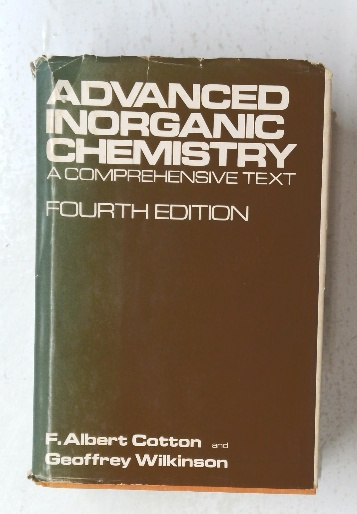 ADVANCED
INORGANIC
CHEMISTRY
A COMPREHENSIVE TEXT
FOURTH EDITION
F. Albert Cotton and
Geoffrey Wilkinson